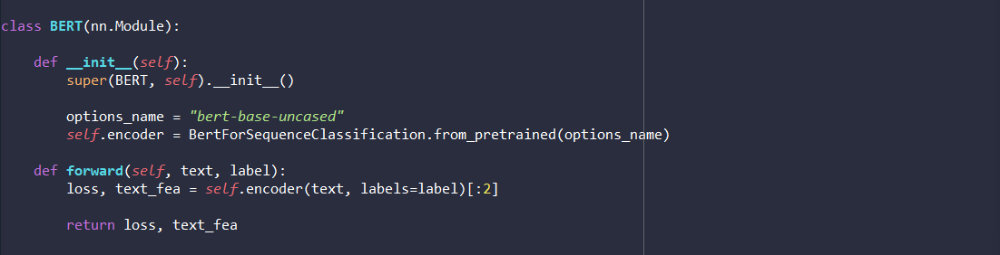 class BERT(nn.Module):
def __init__(self):
super(BERT, self).__init__()
options_name = "bert-base-uncased"
self.encoder = BertForSequenceClassification.from_pretrained(options_name)
def forward(self, text, label):
loss, text_fea = self.encoder(text, labels=label)[:2]
return loss, text_fea